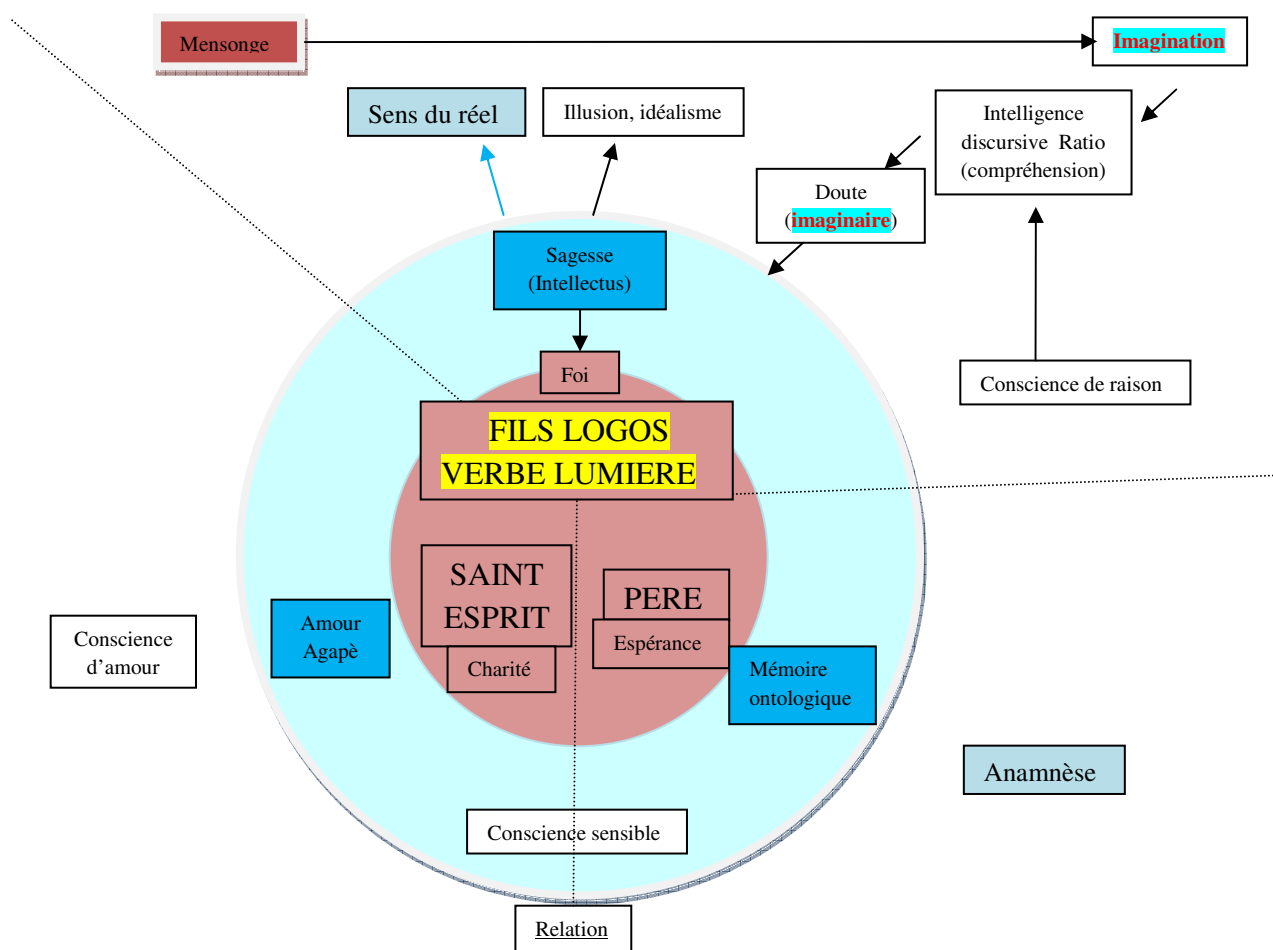 Mensonge
Imagination
Sens du réel
Illusion, idéalisme
Intelligence
discursive Ratio
(compréhension)
Doute
(imaginaire)
Sagesse
(Intellectus)
Foi
Conscience de raison
FILS LOGOS
VERBE LUMIERE
SAINT
ESPRIT
PERE
Espérance
Charité
Amour
Agapè
Conscience
d’amour
Mémoire
ontologique
Anamnèse
Conscience sensible
Relation